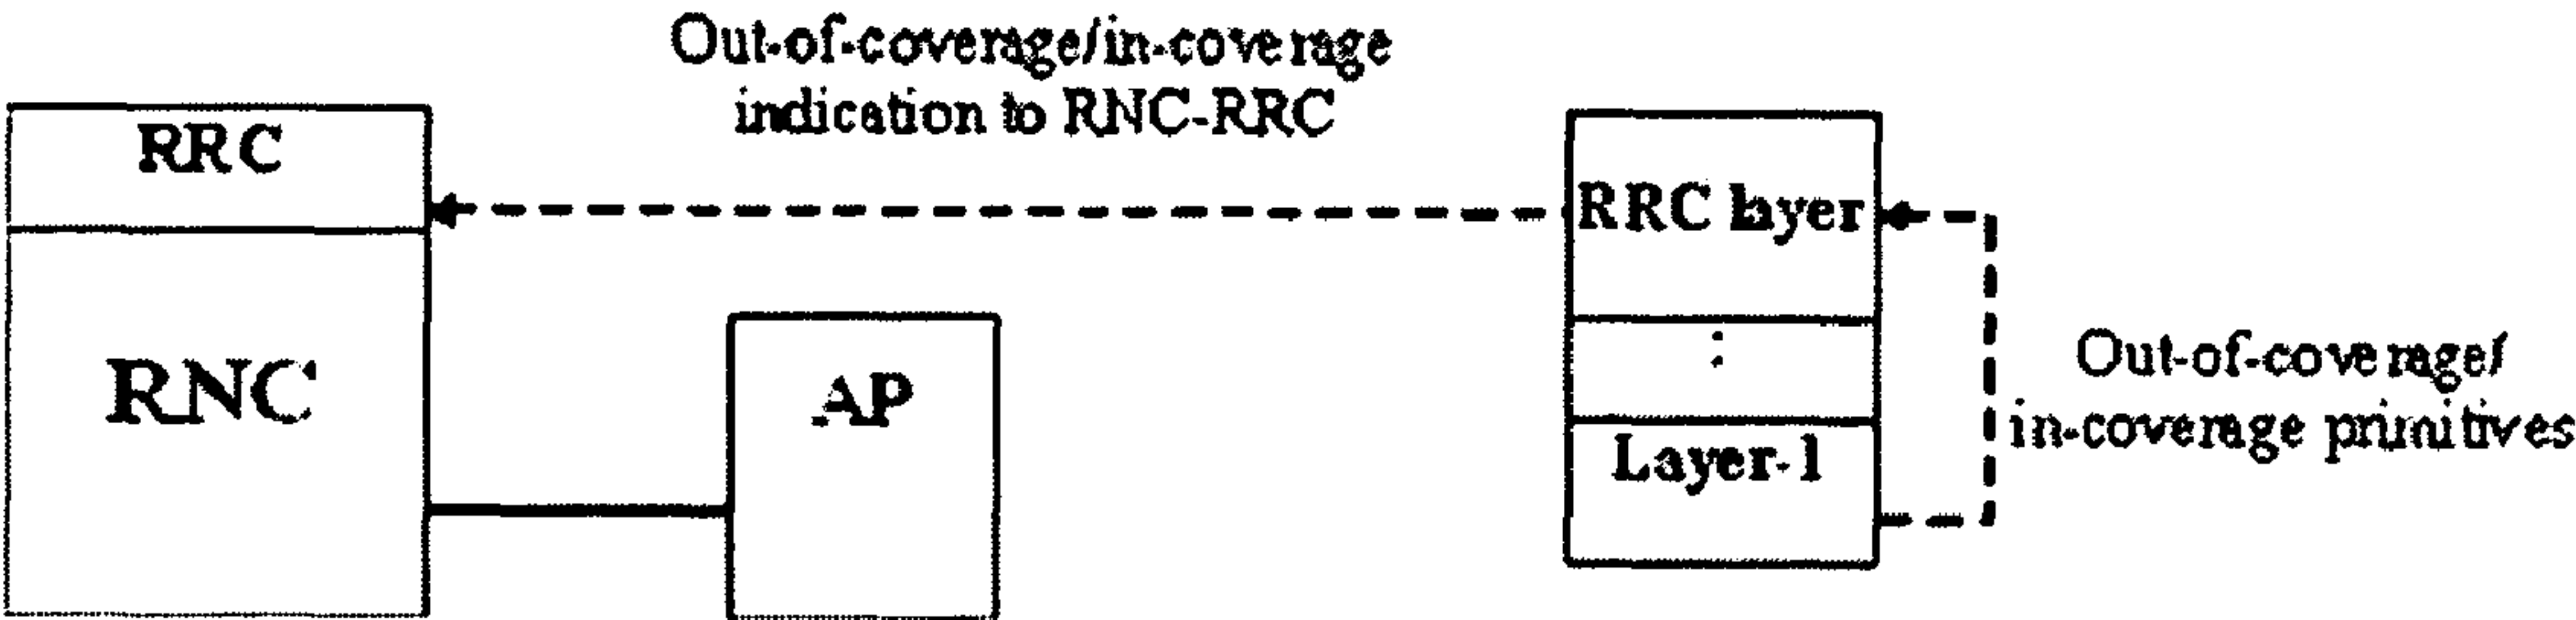 Out-of-coverage/in-coverage
indication to RNC-RRC
RRC
RNC
AP
RRC layer
:
Layer-1
Out-of-coverage/
in-coverage primitives